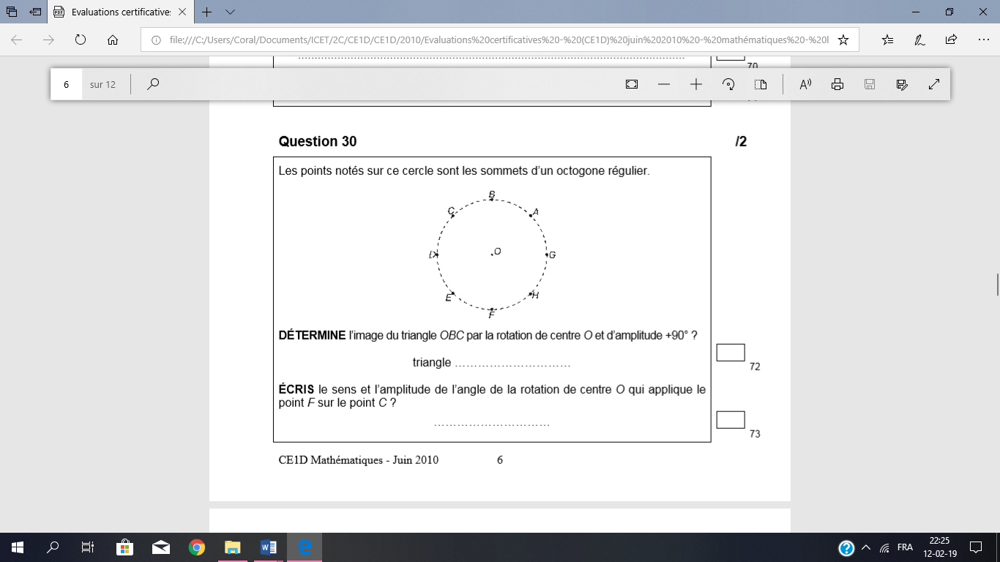 Evaluations certificatives
file:///C:/Users/Coral/Documents/ICET/2C/CE1D/CE1D/2010/Evaluations%20certificatives%20-%20(CE1D)%20juin%202010%20-%20mathématiques%20-%20l
70
6 sur 12
Question 30 /2
Les points notés sur ce cercle sont les sommets d'un octogone régulier.
B
C A
D O G
E H
F
DÉTERMINE l'image du triangle OBC par la rotation de centre O et d'amplitude +90° ?
triangle …………………………
72
ÉCRIS le sens et l'amplitude de l'angle de la rotation de centre O qui applique le
point F sur le point C ?
…………………………
73
CE1D Mathématiques - Juin 2010 6
FRA
22:25
12-02-19